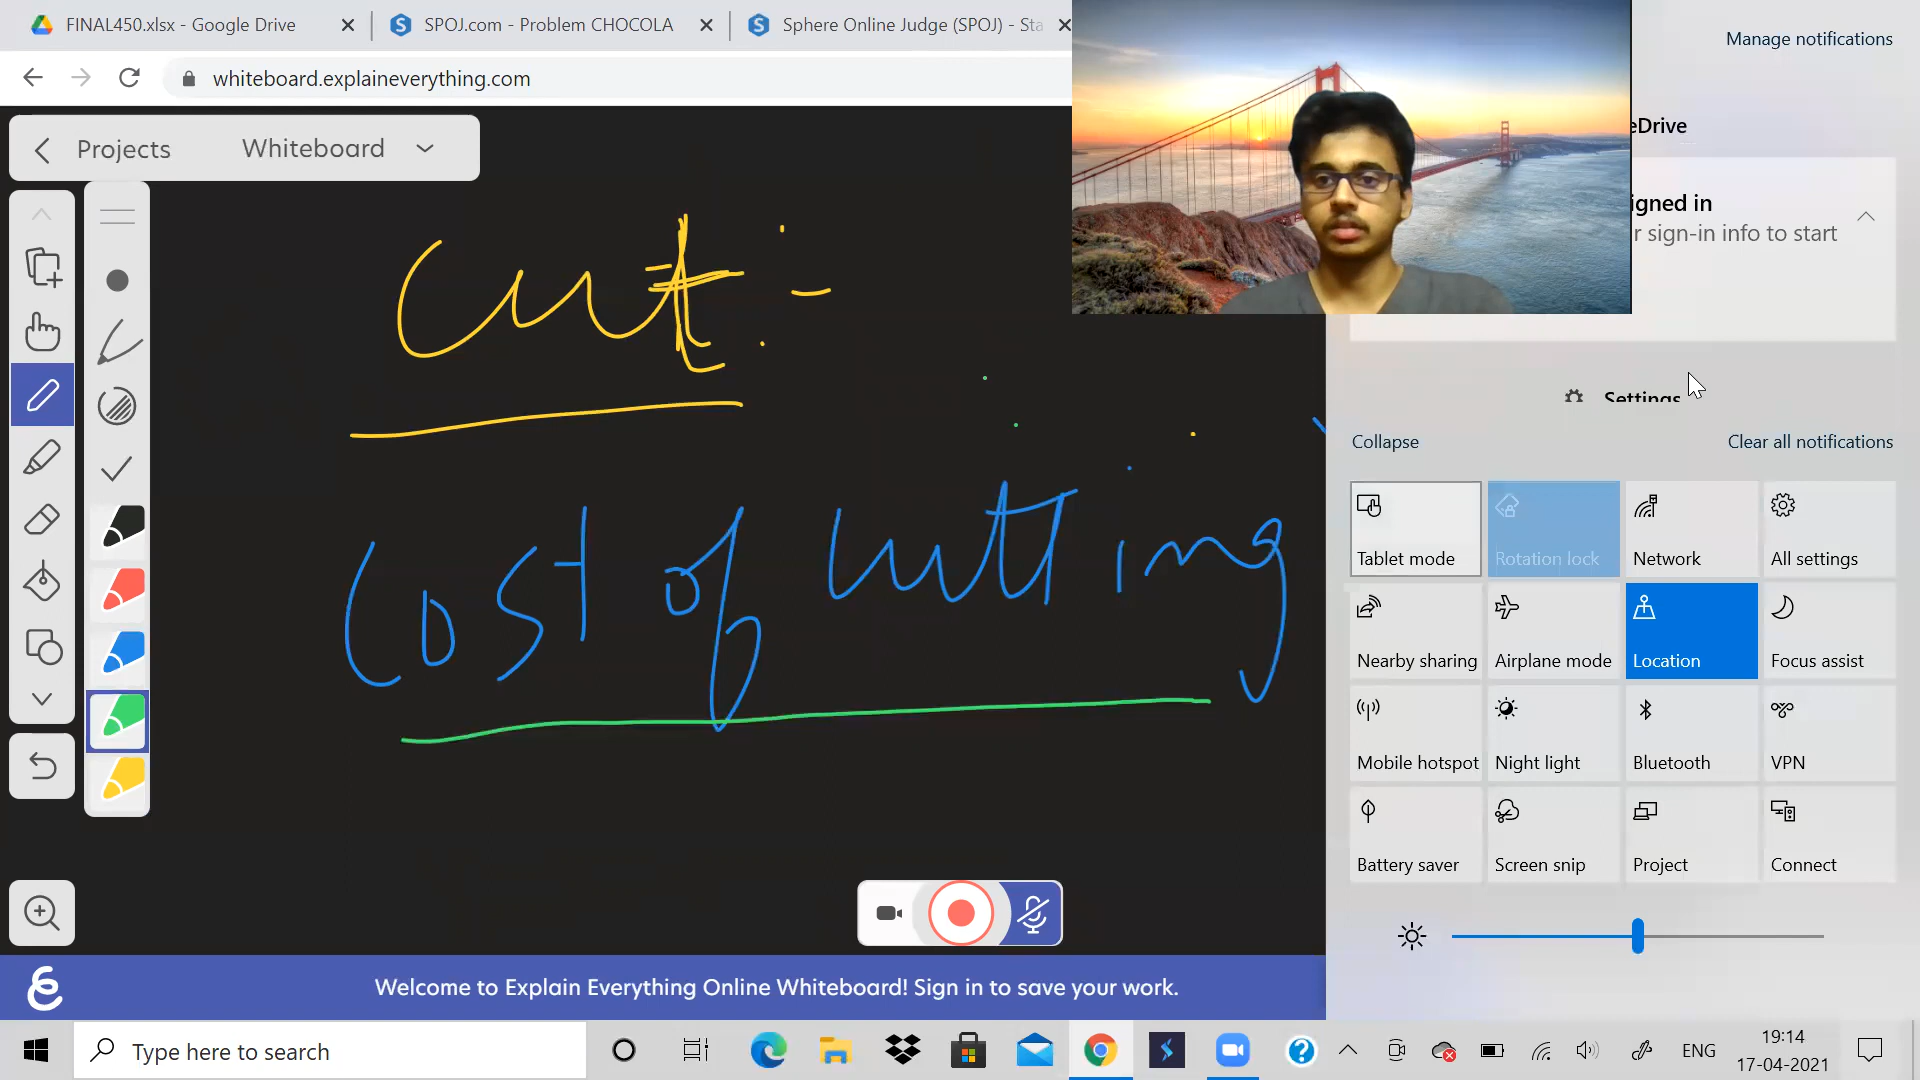 FINAL450.xlsx - Google Drive
SPOJ.com - Problem CHOCOLA
Sphere Online Judge (SPOJ) - Sta
Manage notifications
whiteboard.explaineverything.com
eDrive
Projects
Whiteboard
igned in
r sign-in info to start
Cut :-
Settings
Collapse
Clear all notifications
Cost of cutting
Tablet mode
Rotation lock
Network
All settings
Nearby sharing
Airplane mode
Location
Focus assist
Mobile hotspot
Night light
Bluetooth
VPN
Battery saver
Screen snip
Project
Connect
Welcome to Explain Everything Online Whiteboard! Sign in to save your work.
Type here to search
ENG
19:14
17-04-2021